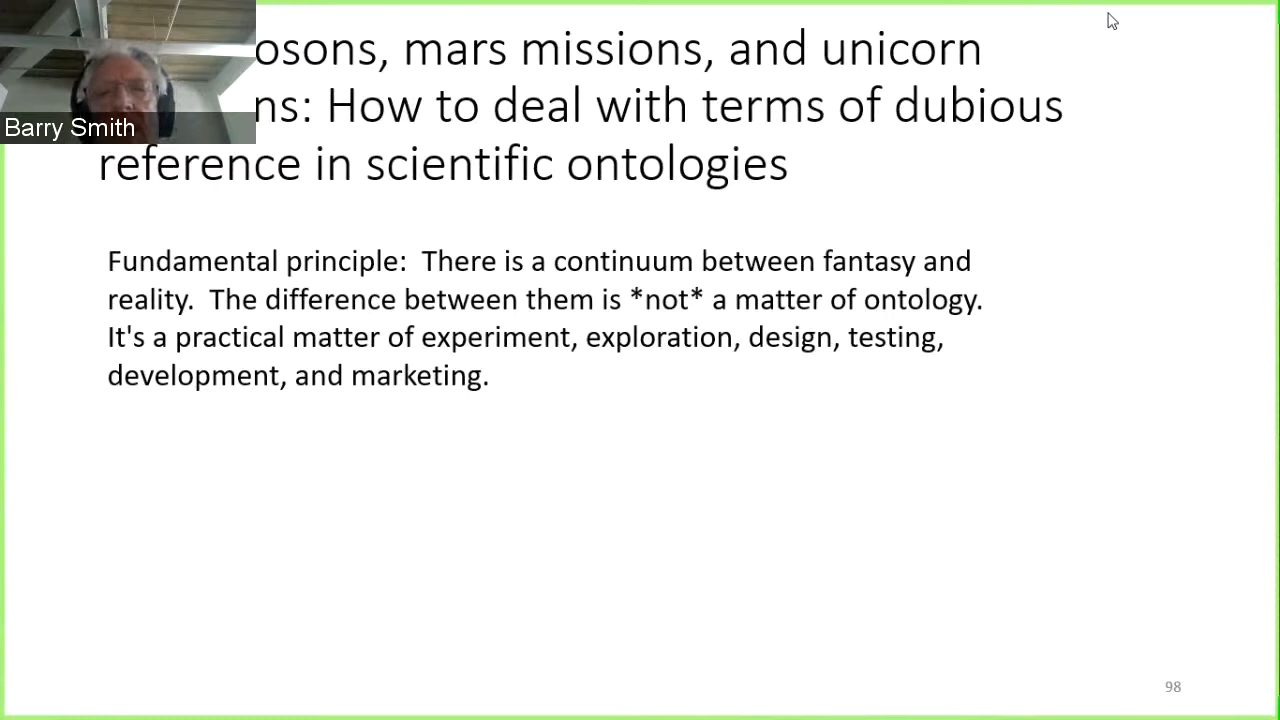 osons, mars missions, and unicorn
ns: How to deal with terms of dubious
reference in scientific ontologies
Barry Smith
Fundamental principle:  There is a continuum between fantasy and
reality.  The difference between them is *not* a matter of ontology.
It's a practical matter of experiment, exploration, design, testing,
development, and marketing.
98